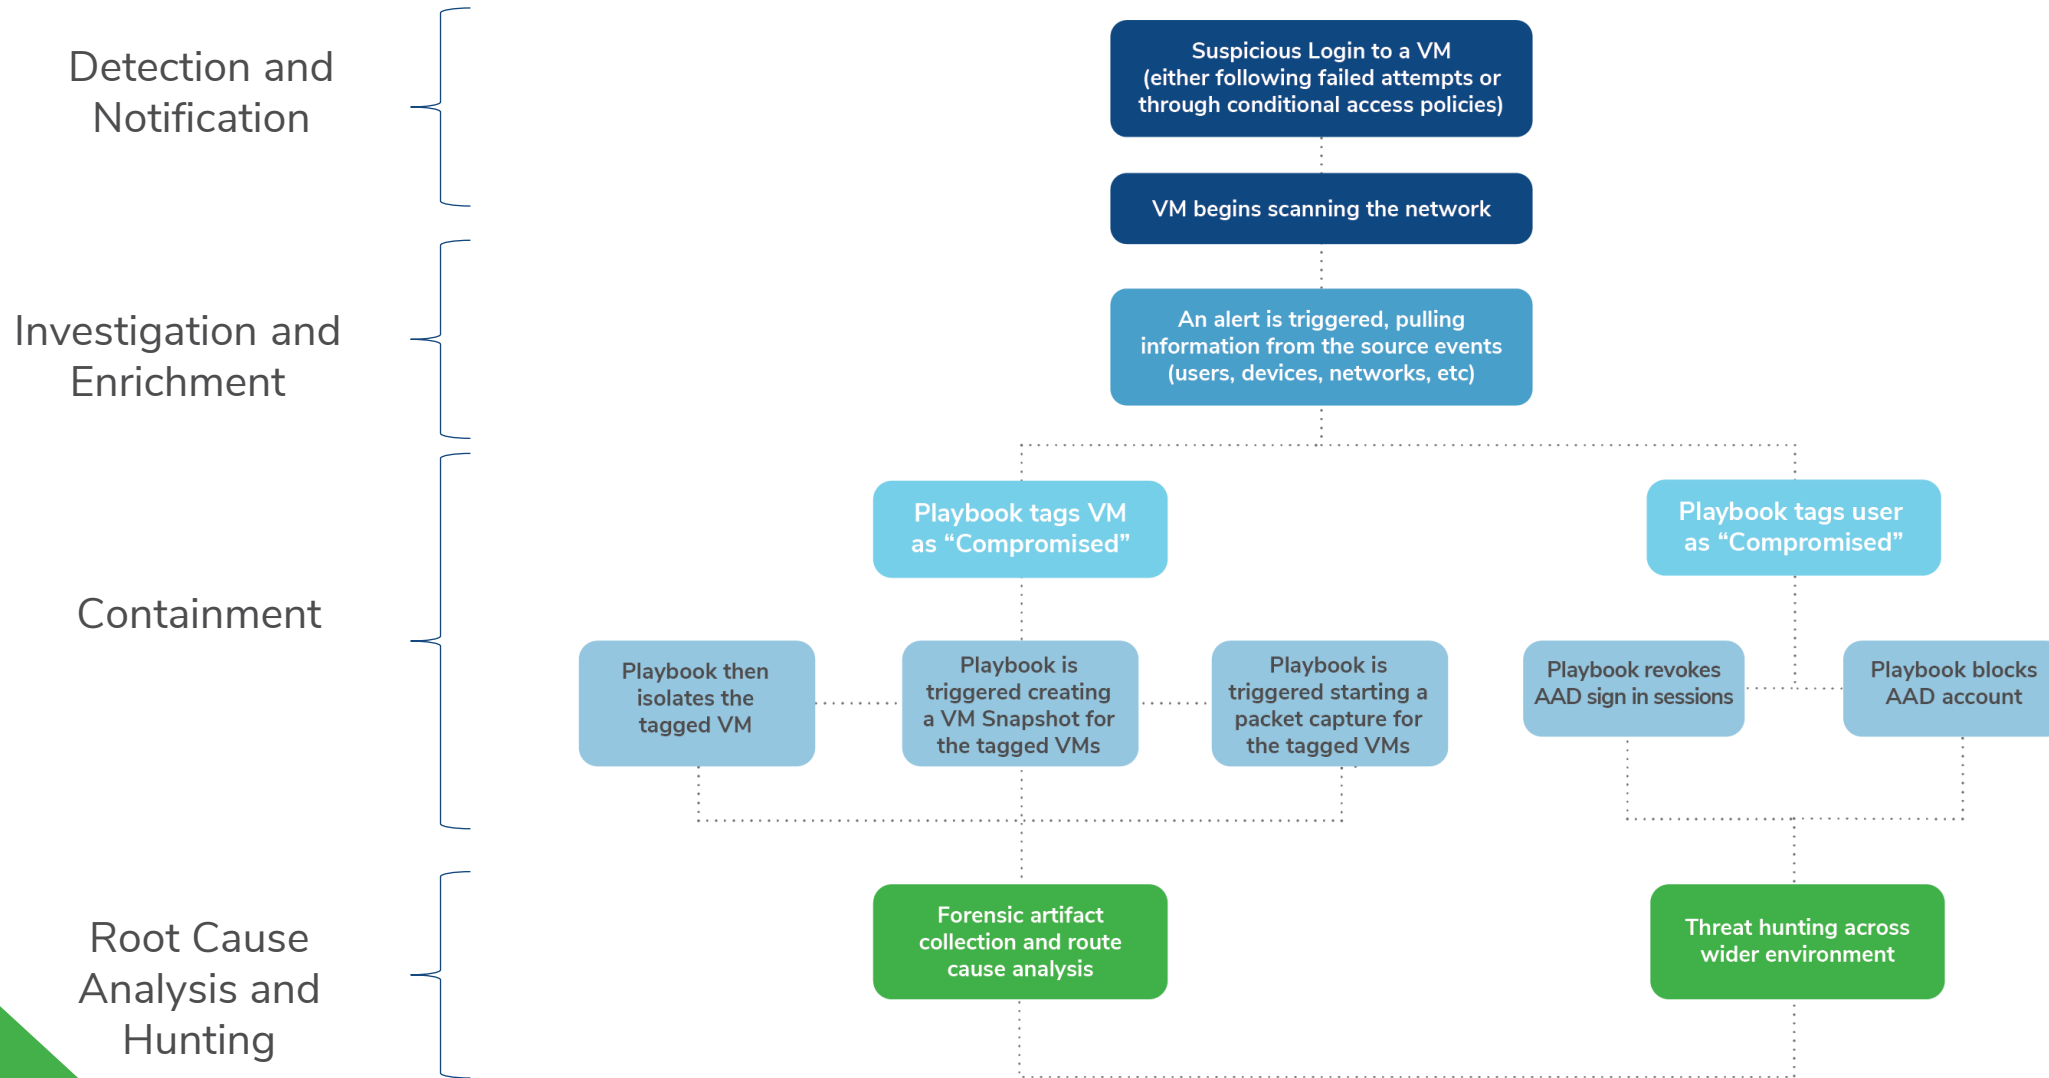 Detection and
Notification
Suspicious Login to a VM
(either following failed attempts or
through conditional access policies)
VM begins scanning the network
Investigation and
Enrichment
An alert is triggered, pulling
information from the source events
(users, devices, networks, etc)
Containment
Playbook tags VM
as “Compromised”
Playbook tags user
as “Compromised”
Playbook then
isolates the
tagged VM
Playbook is
triggered creating
a VM Snapshot for
the tagged VMs
Playbook is
triggered starting a
packet capture for
the tagged VMs
Playbook revokes
AAD sign in sessions
Playbook blocks
AAD account
Root Cause
Analysis and
Hunting
Forensic artifact
collection and route
cause analysis
Threat hunting across
wider environment